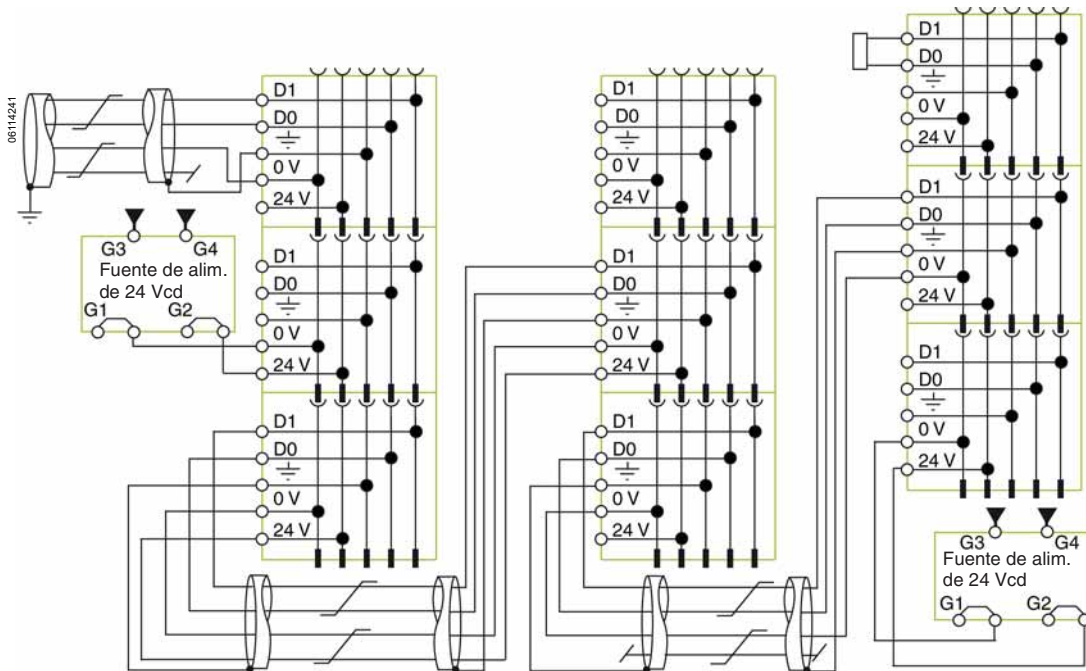 06114241
D1
D0
0 V
24 V
D1
D0
0 V
24 V
D1
D0
0 V
24 V
G3 G4
Fuente de alim.
de 24 Vcd
G1 G2
D1
D0
0 V
24 V
D1
D0
0 V
24 V
D1
D0
0 V
24 V
D1
D0
0 V
24 V
D1
D0
0 V
24 V
D1
D0
0 V
24 V
G3 G4
Fuente de alim.
de 24 Vcd
G1 G2